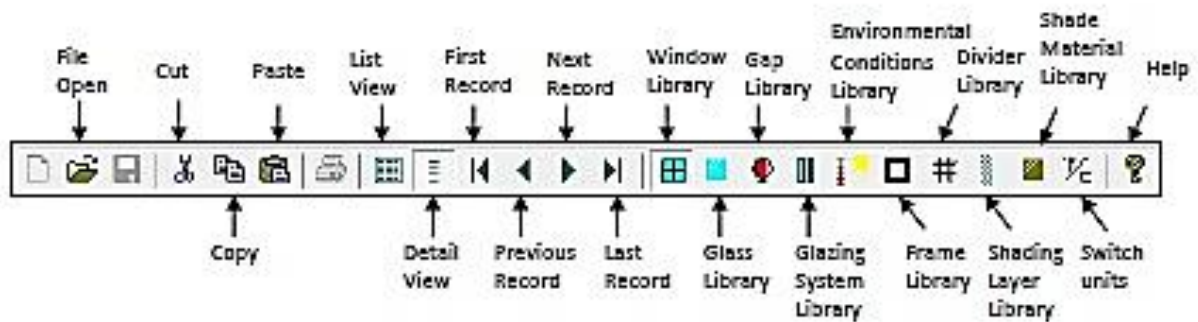 File
Open
Cut
Paste
List
View
First
Record
Next
Record
Window
Library
Gap
Library
Environmental
Conditions
Library
Divider
Library
Shade
Material
Library
Help
°F/C
?
Copy
Detail
View
Previous
Record
Last
Record
Glass
Library
Glazing
System
Library
Frame
Library
Shading
Layer
Library
Switch
units